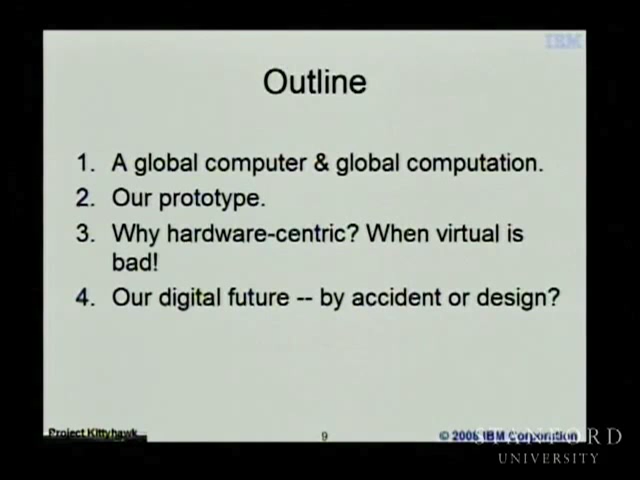 IBM
Outline
1. A global computer & global computation.
2. Our prototype.
3. Why hardware-centric? When virtual is
bad!
4. Our digital future -- by accident or design?
Project Kittyhawk
9
© 2008 IBM Corporation
STANFORD
UNIVERSITY